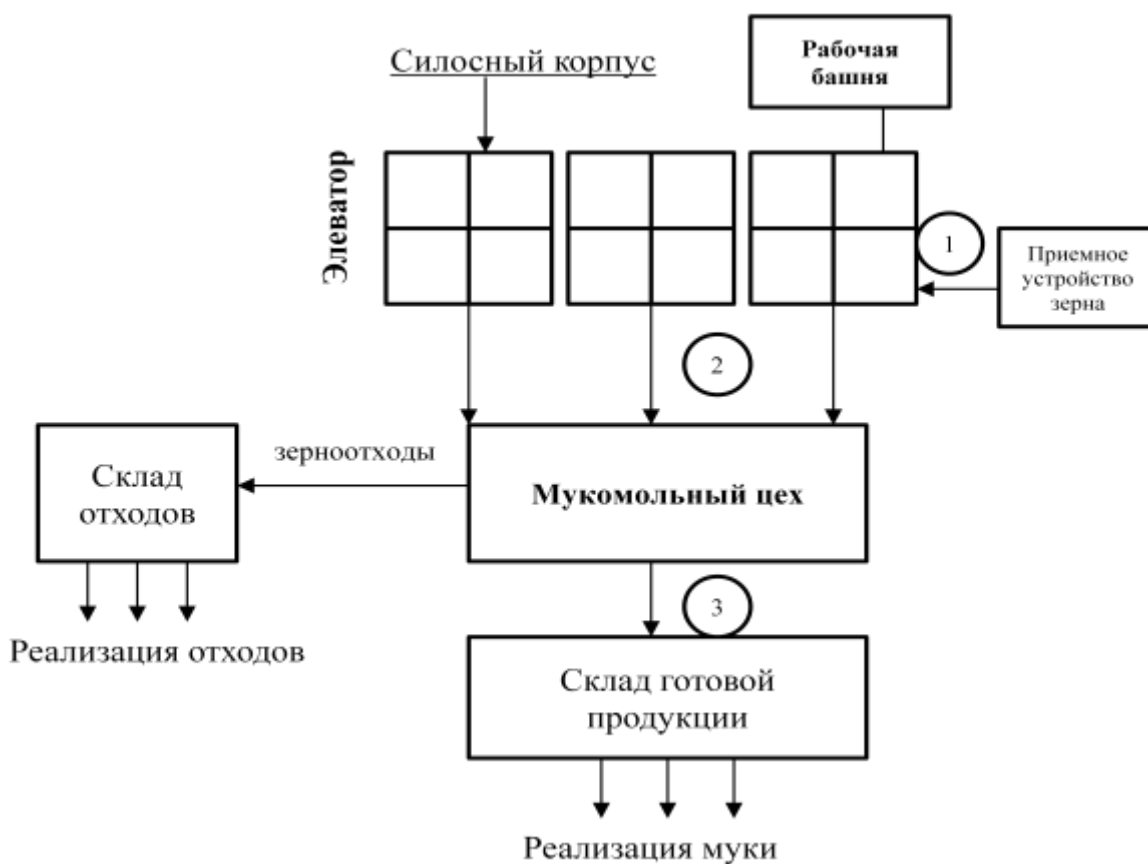 Рабочая
башня
Силосный корпус
Элеватор
1
Приемное
устройство
зерна
2
зерноотходы
Склад
отходов
Мукомольный цех
3
Реализация отходов
Склад готовой
продукции
Реализация муки